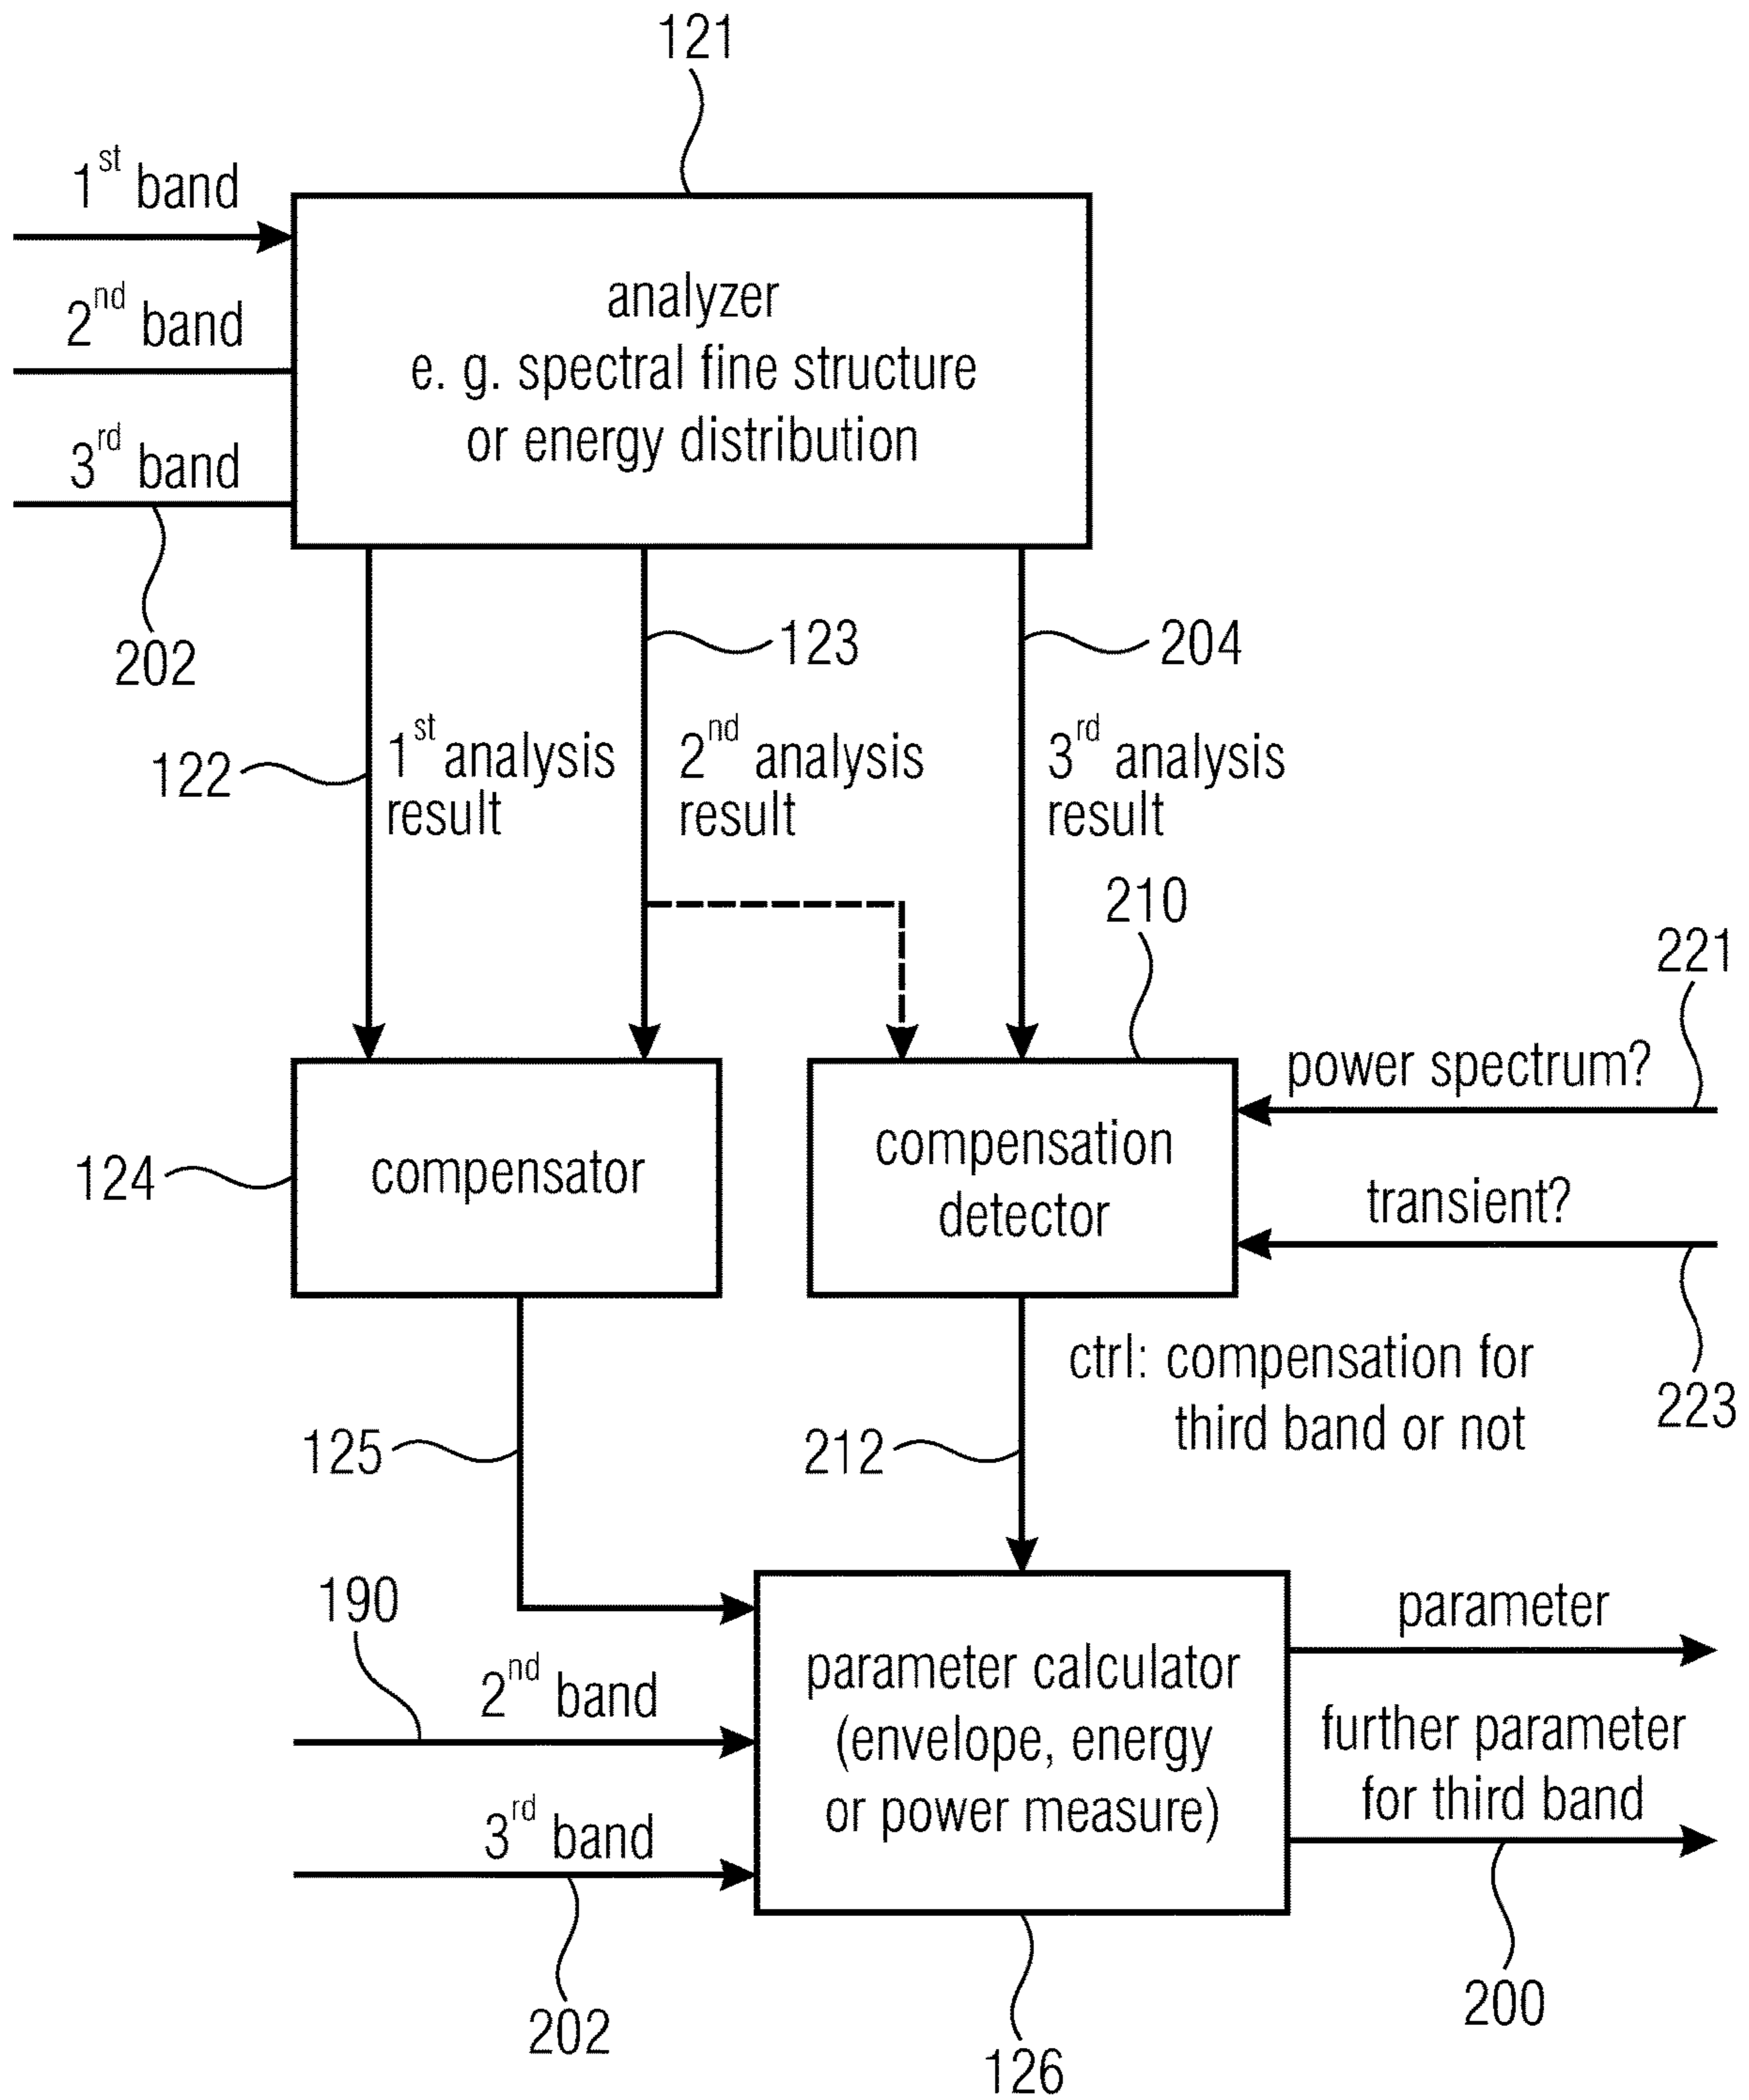 121
1st band
2nd band
3rd band
202
analyzer
e. g. spectral fine structure
or energy distribution
123
204
122
1st analysis
result
2nd analysis
result
3rd analysis
result
210
221
power spectrum?
124
compensator
compensation
detector
transient?
223
ctrl: compensation for
third band or not
125
212
190
2nd band
3rd band
202
parameter calculator
(envelope, energy
or power measure)
126
parameter
further parameter
for third band
200